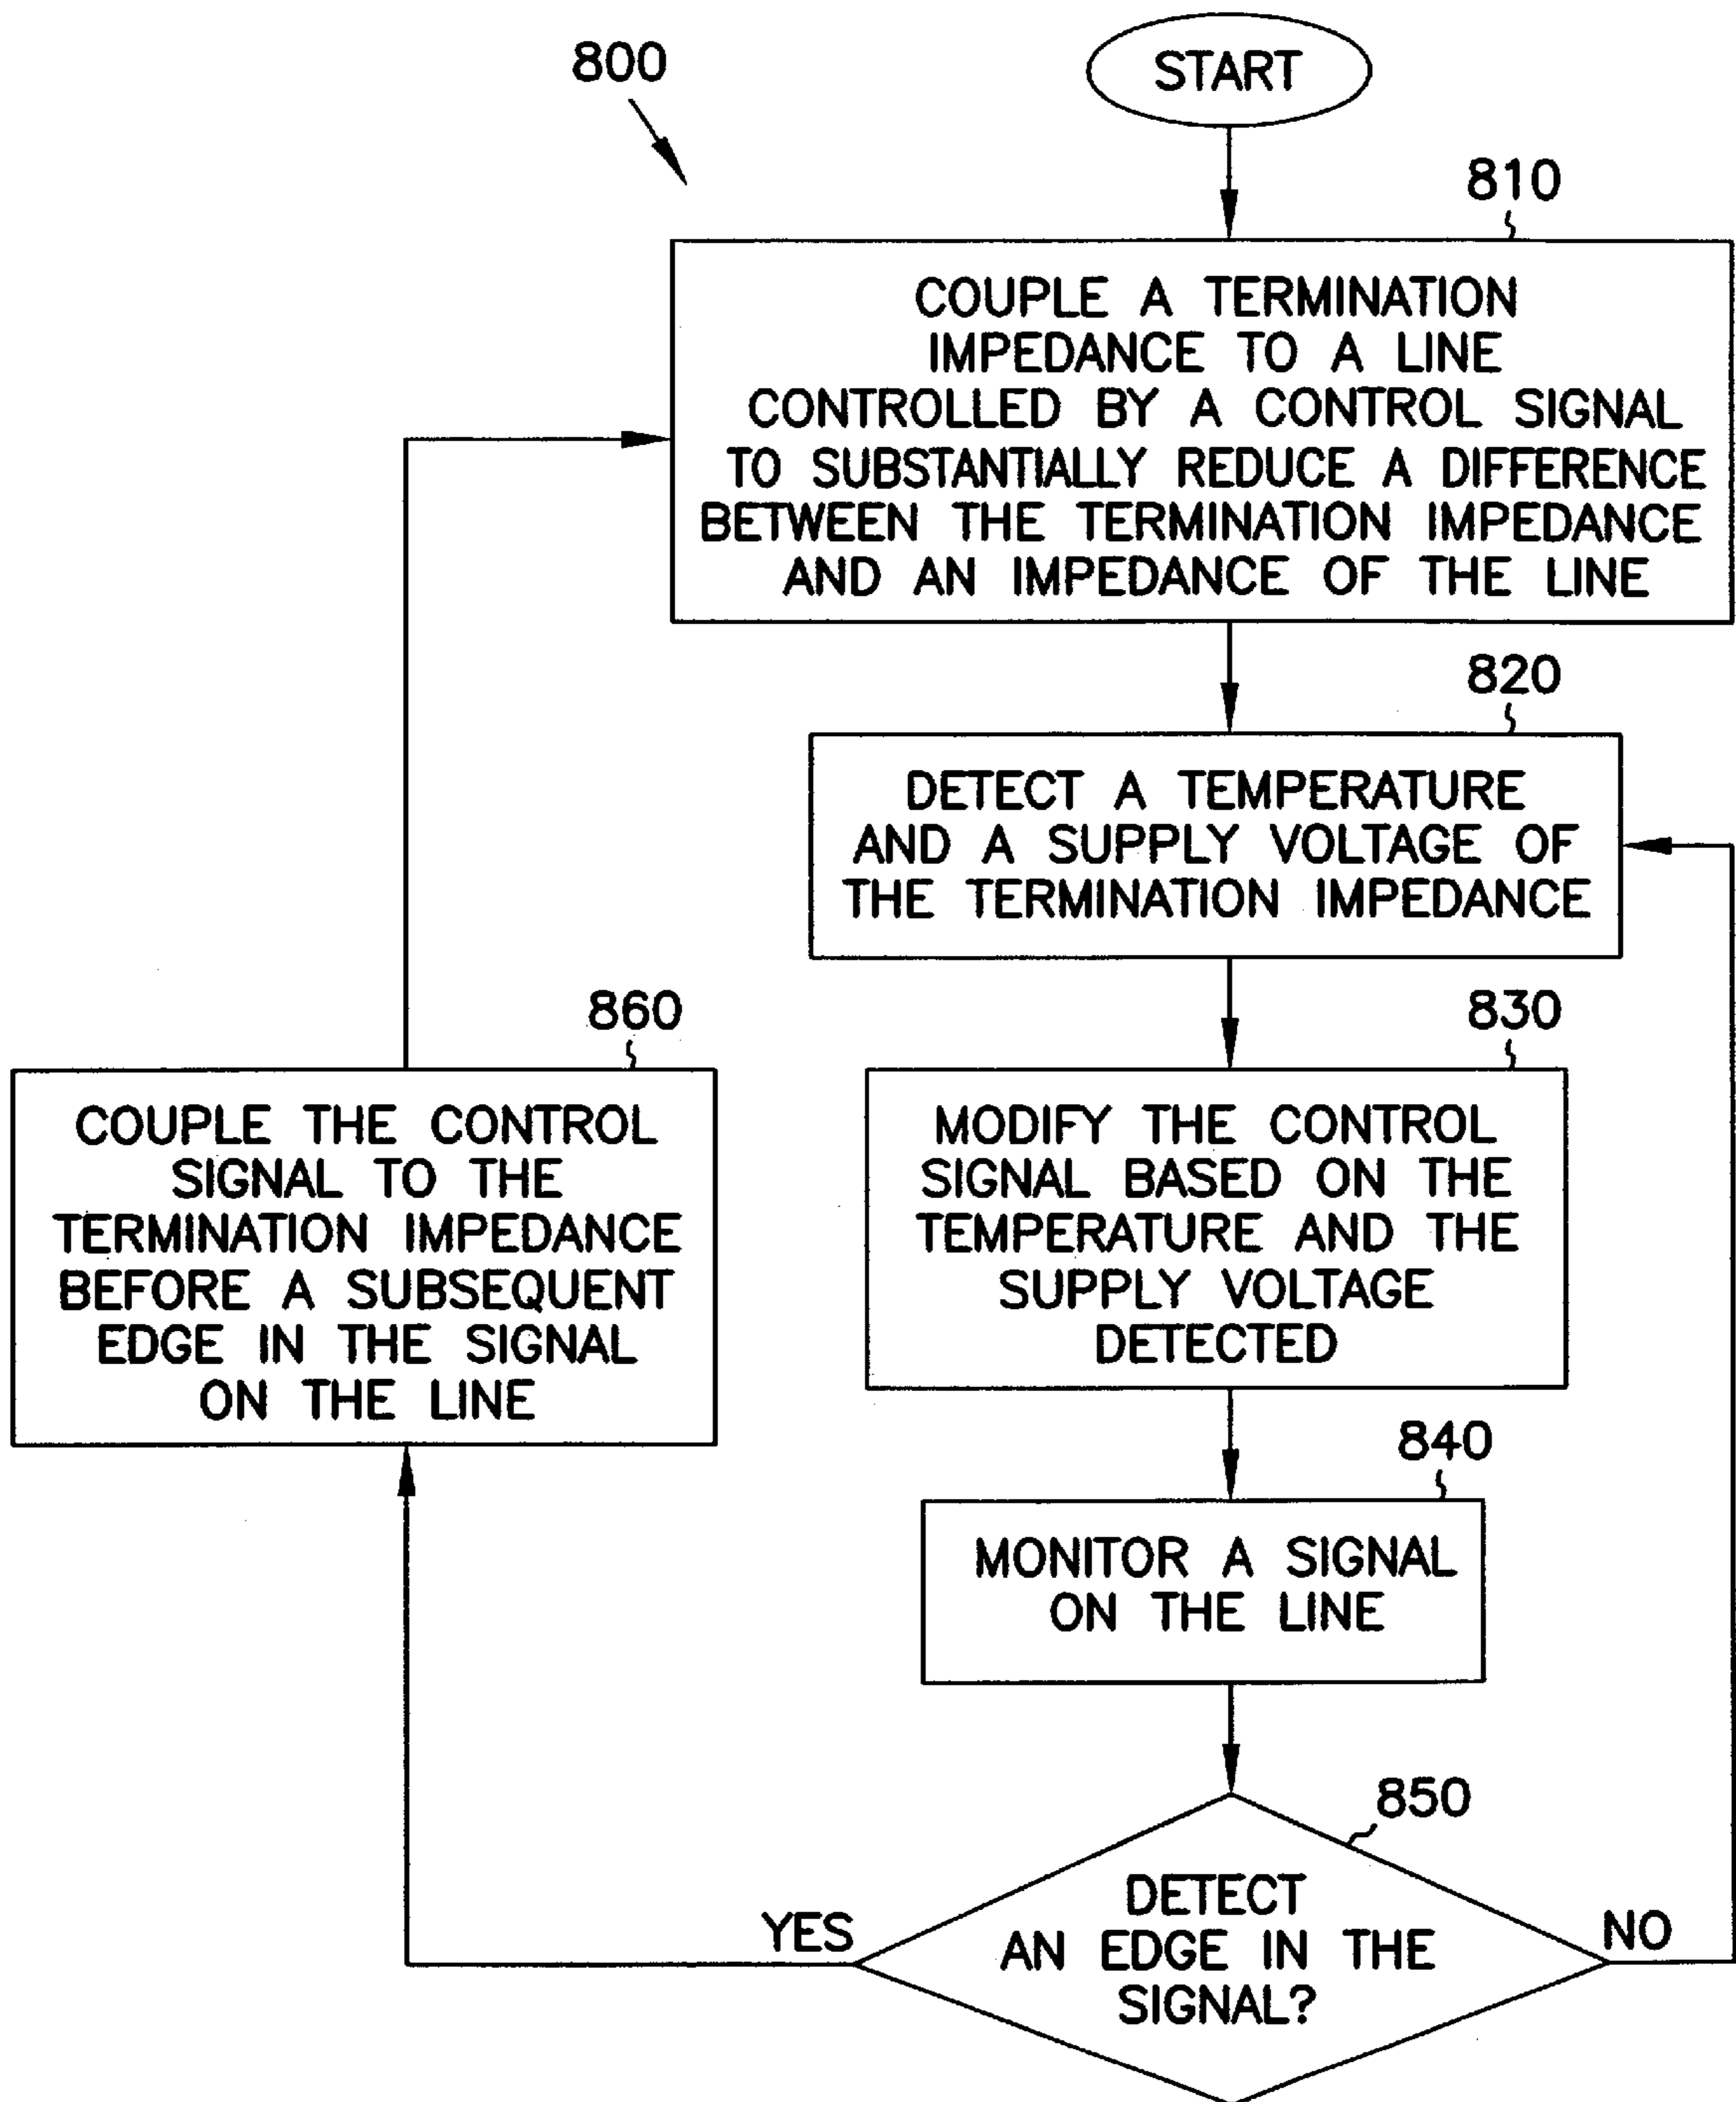 800
START
810
COUPLE A TERMINATION
IMPEDANCE TO A LINE
CONTROLLED BY A CONTROL SIGNAL
TO SUBSTANTIALLY REDUCE A DIFFERENCE
BETWEEN THE TERMINATION IMPEDANCE
AND AN IMPEDANCE OF THE LINE
820
DETECT A TEMPERATURE
AND A SUPPLY VOLTAGE OF
THE TERMINATION IMPEDANCE
830
MODIFY THE CONTROL
SIGNAL BASED ON THE
TEMPERATURE AND THE
SUPPLY VOLTAGE
DETECTED
840
MONITOR A SIGNAL
ON THE LINE
850
DETECT
AN EDGE IN THE
SIGNAL?
YES
NO
860
COUPLE THE CONTROL
SIGNAL TO THE
TERMINATION IMPEDANCE
BEFORE A SUBSEQUENT
EDGE IN THE SIGNAL
ON THE LINE